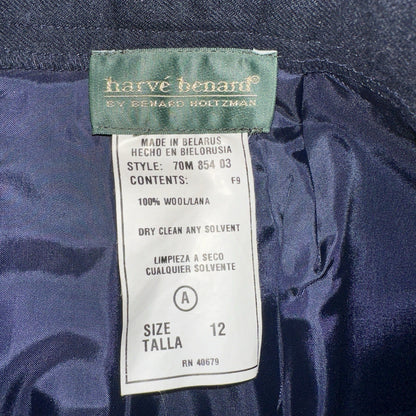 harvé benard®
BY BENARD HOLTZMAN
MADE IN BELARUS
HECHO EN BIELORUSIA
STYLE: 70M 854 03
CONTENTS: F9
100% WOOL/LANA
DRY CLEAN ANY SOLVENT
LIMPIEZA A SECO
CUALQUIER SOLVENTE
A
SIZE 12
TALLA
RN 40679